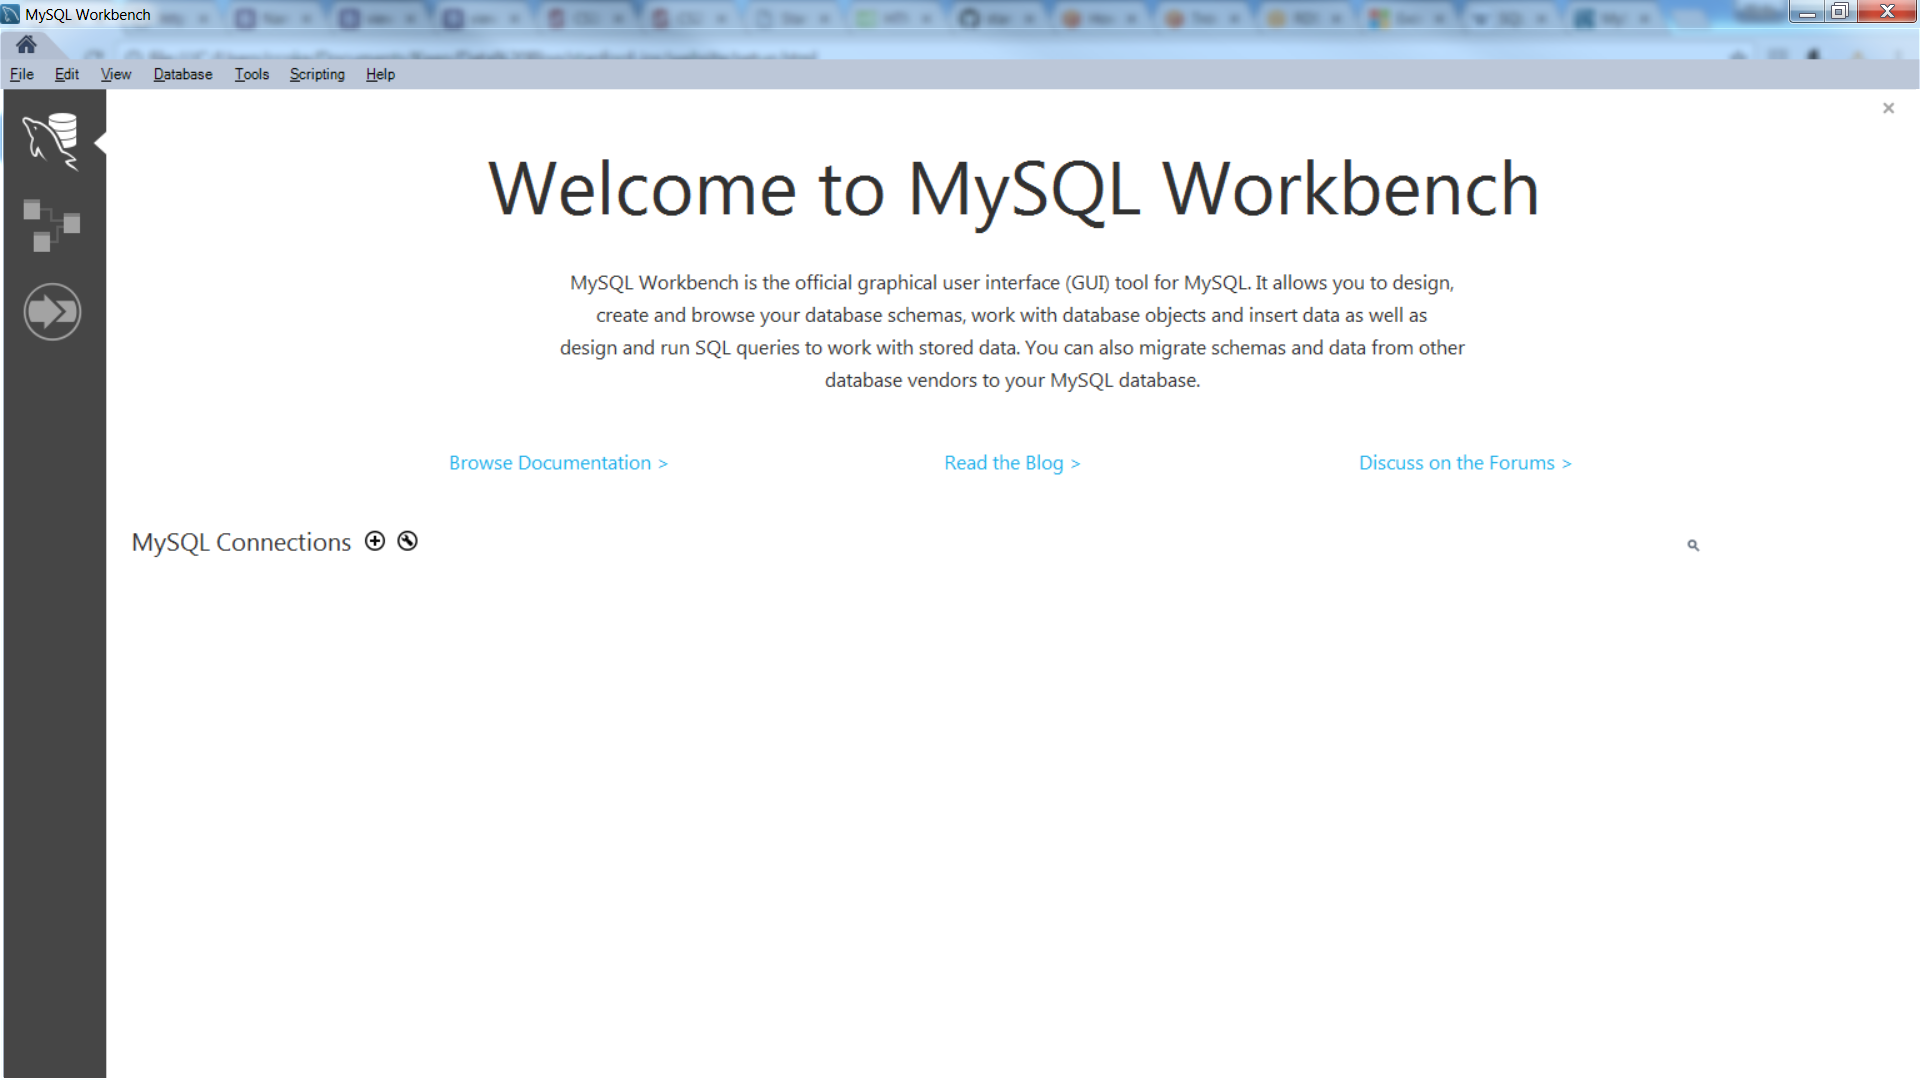 MySQL Workbench
File Edit View Database Tools Scripting Help
Welcome to MySQL Workbench
MySQL Workbench is the official graphical user interface (GUI) tool for MySQL. It allows you to design,
create and browse your database schemas, work with database objects and insert data as well as
design and run SQL queries to work with stored data. You can also migrate schemas and data from other
database vendors to your MySQL database.
Browse Documentation > Read the Blog > Discuss on the Forums >
MySQL Connections